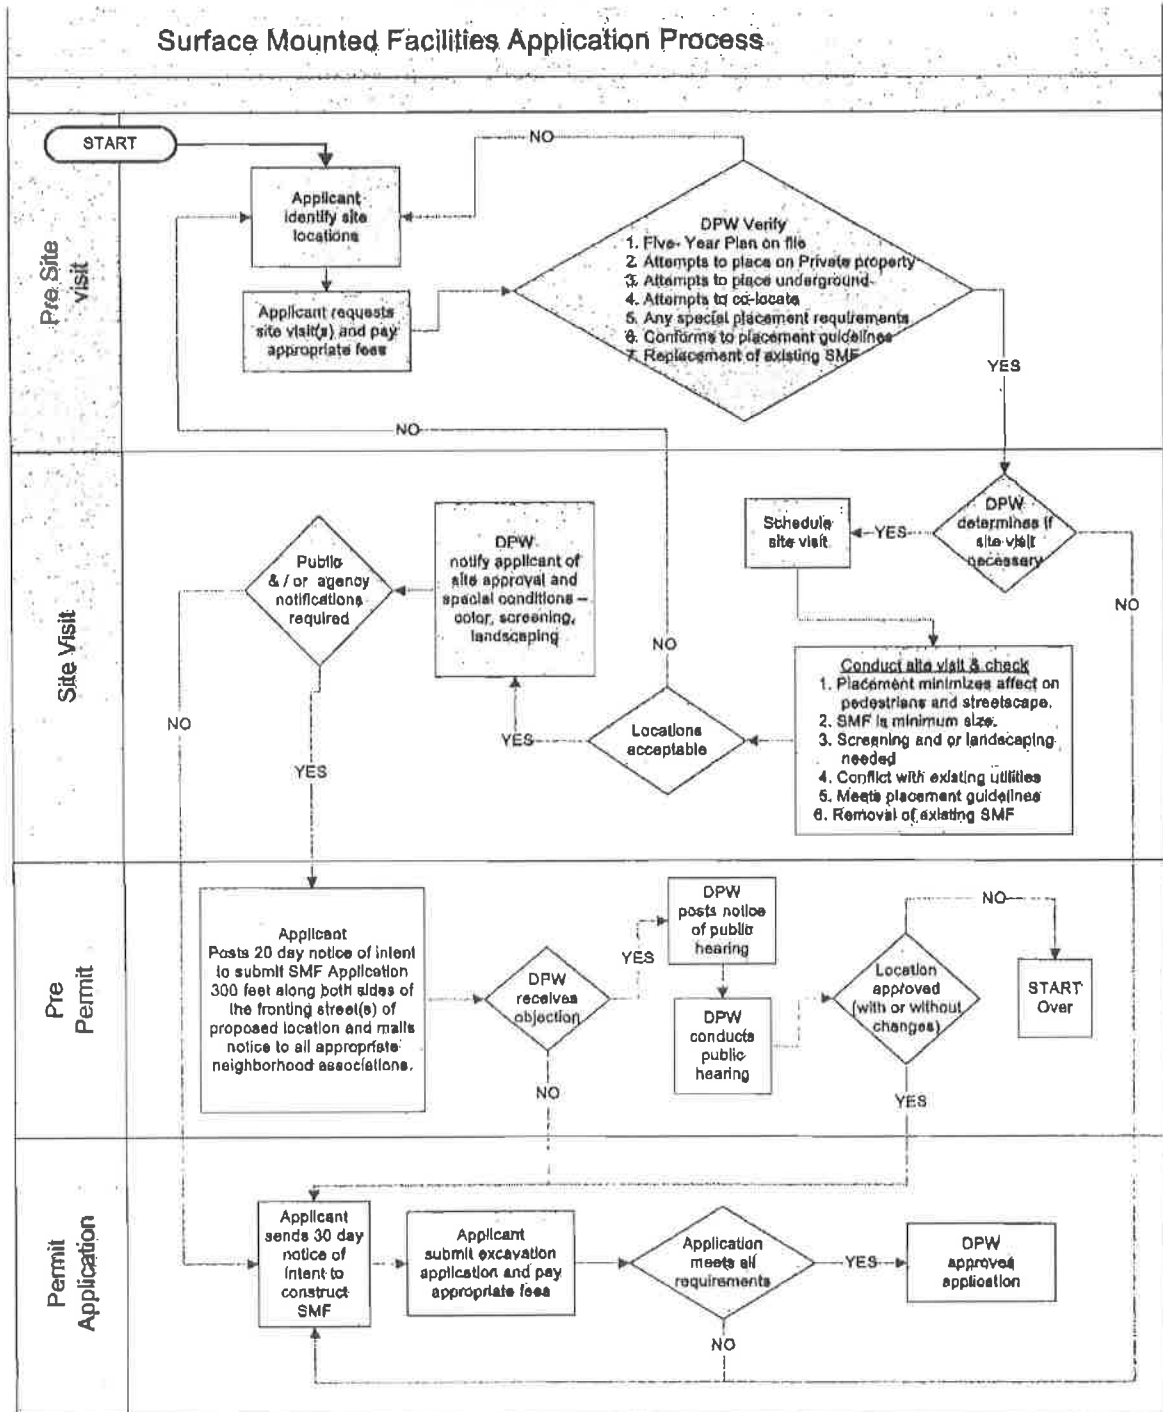 Surface Mounted Facilities Application Process
Pre Site
visit
START
NO
Applicant
identify site
locations
Applicant requests
site visit(s) and pay
appropriate fees
DPW Verify
1. Five- Year Plan on file
2. Attempts to place on Private property
3. Attempts to place underground
4. Attempts to co-locate
5. Any special placement requirements
6. Conforms to placement guidelines
7. Replacement of existing SMF
YES
NO
Site Visit
Public
& / or agency
notifications
required
DPW
notify applicant of
site approval and
special conditions –
color, screening,
landscaping
Schedule
site visit
YES
DPW
determines if
site visit
necessary
NO
NO
NO
YES
YES
Locations
acceptable
Conduct site visit & check
1. Placement minimizes affect on
pedestrians and streetscape.
2. SMF is minimum size.
3. Screening and or landscaping
needed
4. Conflict with existing utilities
5. Meets placement guidelines
6. Removal of existing SMF
Pre
Permit
Applicant
Posts 20 day notice of intent
to submit SMF Application
300 feet along both sides of
the fronting street(s) of
proposed location and mails
notice to all appropriate
neighborhood associations.
DPW
receives
objection
YES
NO
DPW
posts notice
of public
hearing
DPW
conducts
public
hearing
Location
approved
(with or without
changes)
NO
YES
START
Over
Permit
Application
Applicant
sends 30 day
notice of
intent to
construct
SMF
Applicant
submit excavation
application and pay
appropriate fees
Application
meets all
requirements
YES
NO
DPW
approved
application